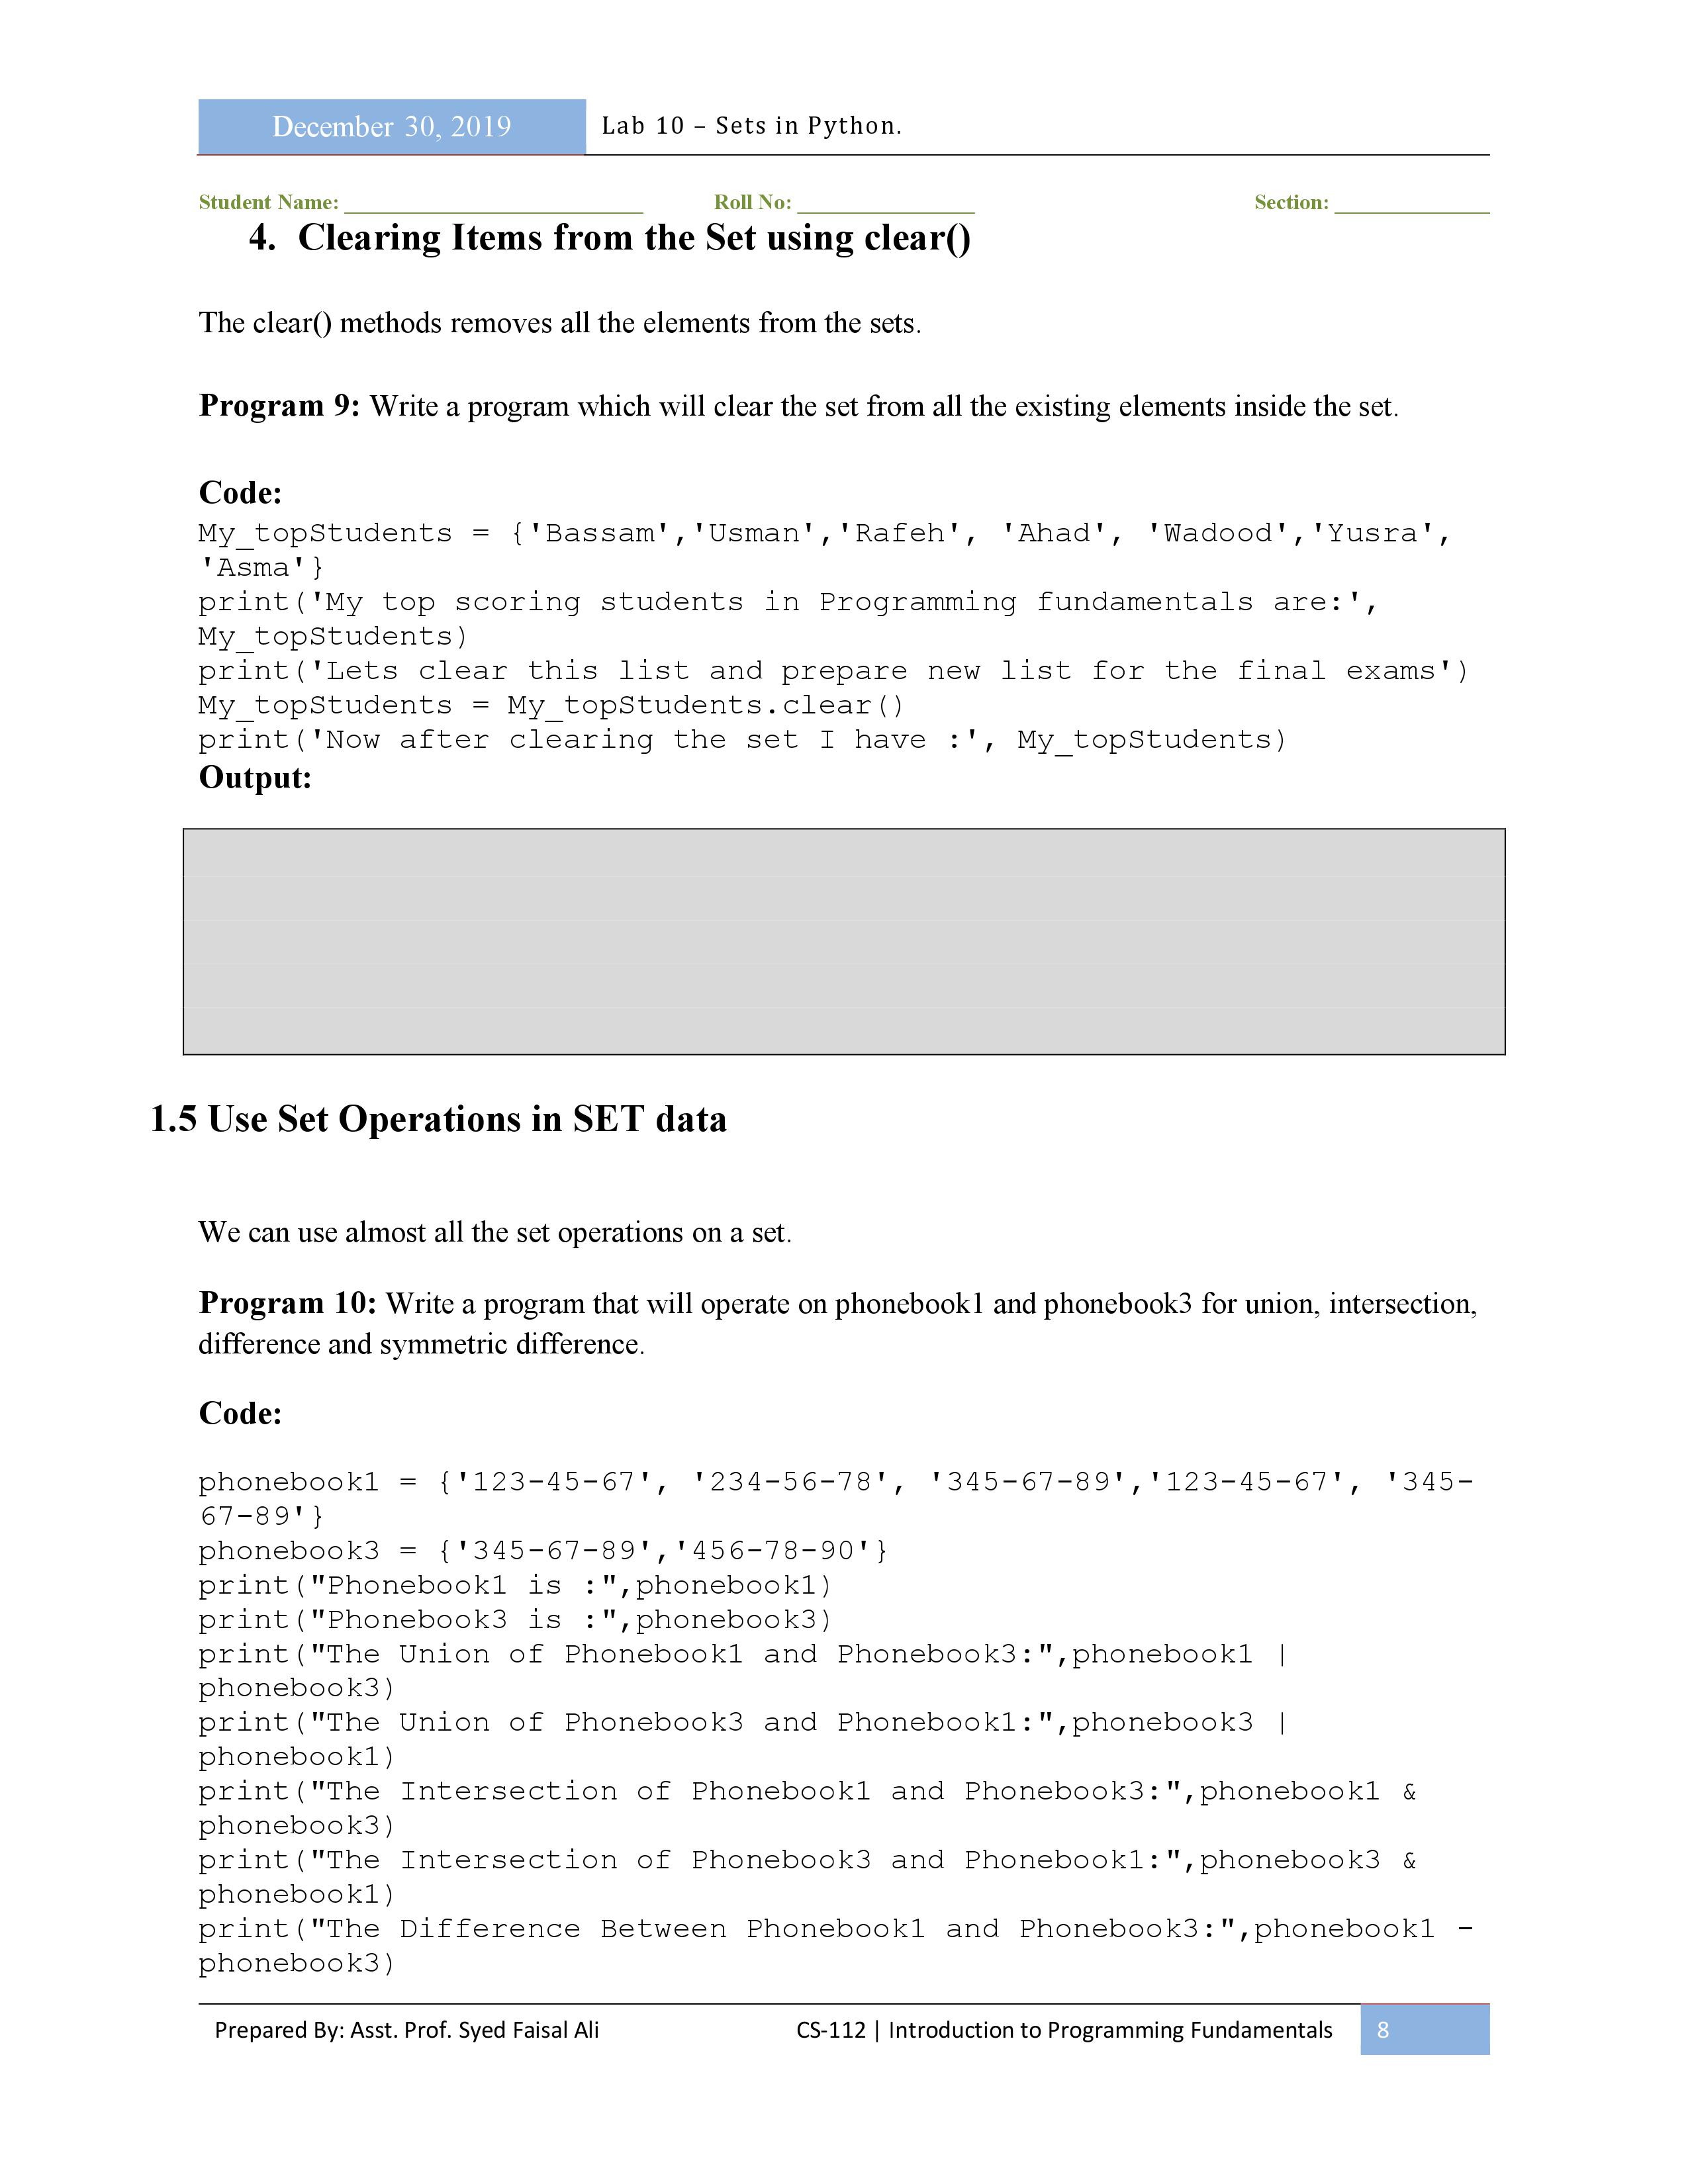 December 30, 2019 Lab 10 – Sets in Python.
Student Name: ___________________________ Roll No: ________________ Section: ______________
4. Clearing Items from the Set using clear()
The clear() methods removes all the elements from the sets.
Program 9: Write a program which will clear the set from all the existing elements inside the set.
Code:
My_topStudents = {'Bassam','Usman','Rafeh', 'Ahad', 'Wadood','Yusra',
'Asma'}
print('My top scoring students in Programming fundamentals are:',
My_topStudents)
print('Lets clear this list and prepare new list for the final exams')
My_topStudents = My_topStudents.clear()
print('Now after clearing the set I have :', My_topStudents)
Output:
1.5 Use Set Operations in SET data
We can use almost all the set operations on a set.
Program 10: Write a program that will operate on phonebook1 and phonebook3 for union, intersection,
difference and symmetric difference.
Code:
phonebook1 = {'123-45-67', '234-56-78', '345-67-89','123-45-67', '345-
67-89'}
phonebook3 = {'345-67-89','456-78-90'}
print("Phonebook1 is :",phonebook1)
print("Phonebook3 is :",phonebook3)
print("The Union of Phonebook1 and Phonebook3:",phonebook1 |
phonebook3)
print("The Union of Phonebook3 and Phonebook1:",phonebook3 |
phonebook1)
print("The Intersection of Phonebook1 and Phonebook3:",phonebook1 &
phonebook3)
print("The Intersection of Phonebook3 and Phonebook1:",phonebook3 &
phonebook1)
print("The Difference Between Phonebook1 and Phonebook3:",phonebook1 -
phonebook3)
Prepared By: Asst. Prof. Syed Faisal Ali CS-112 | Introduction to Programming Fundamentals 8